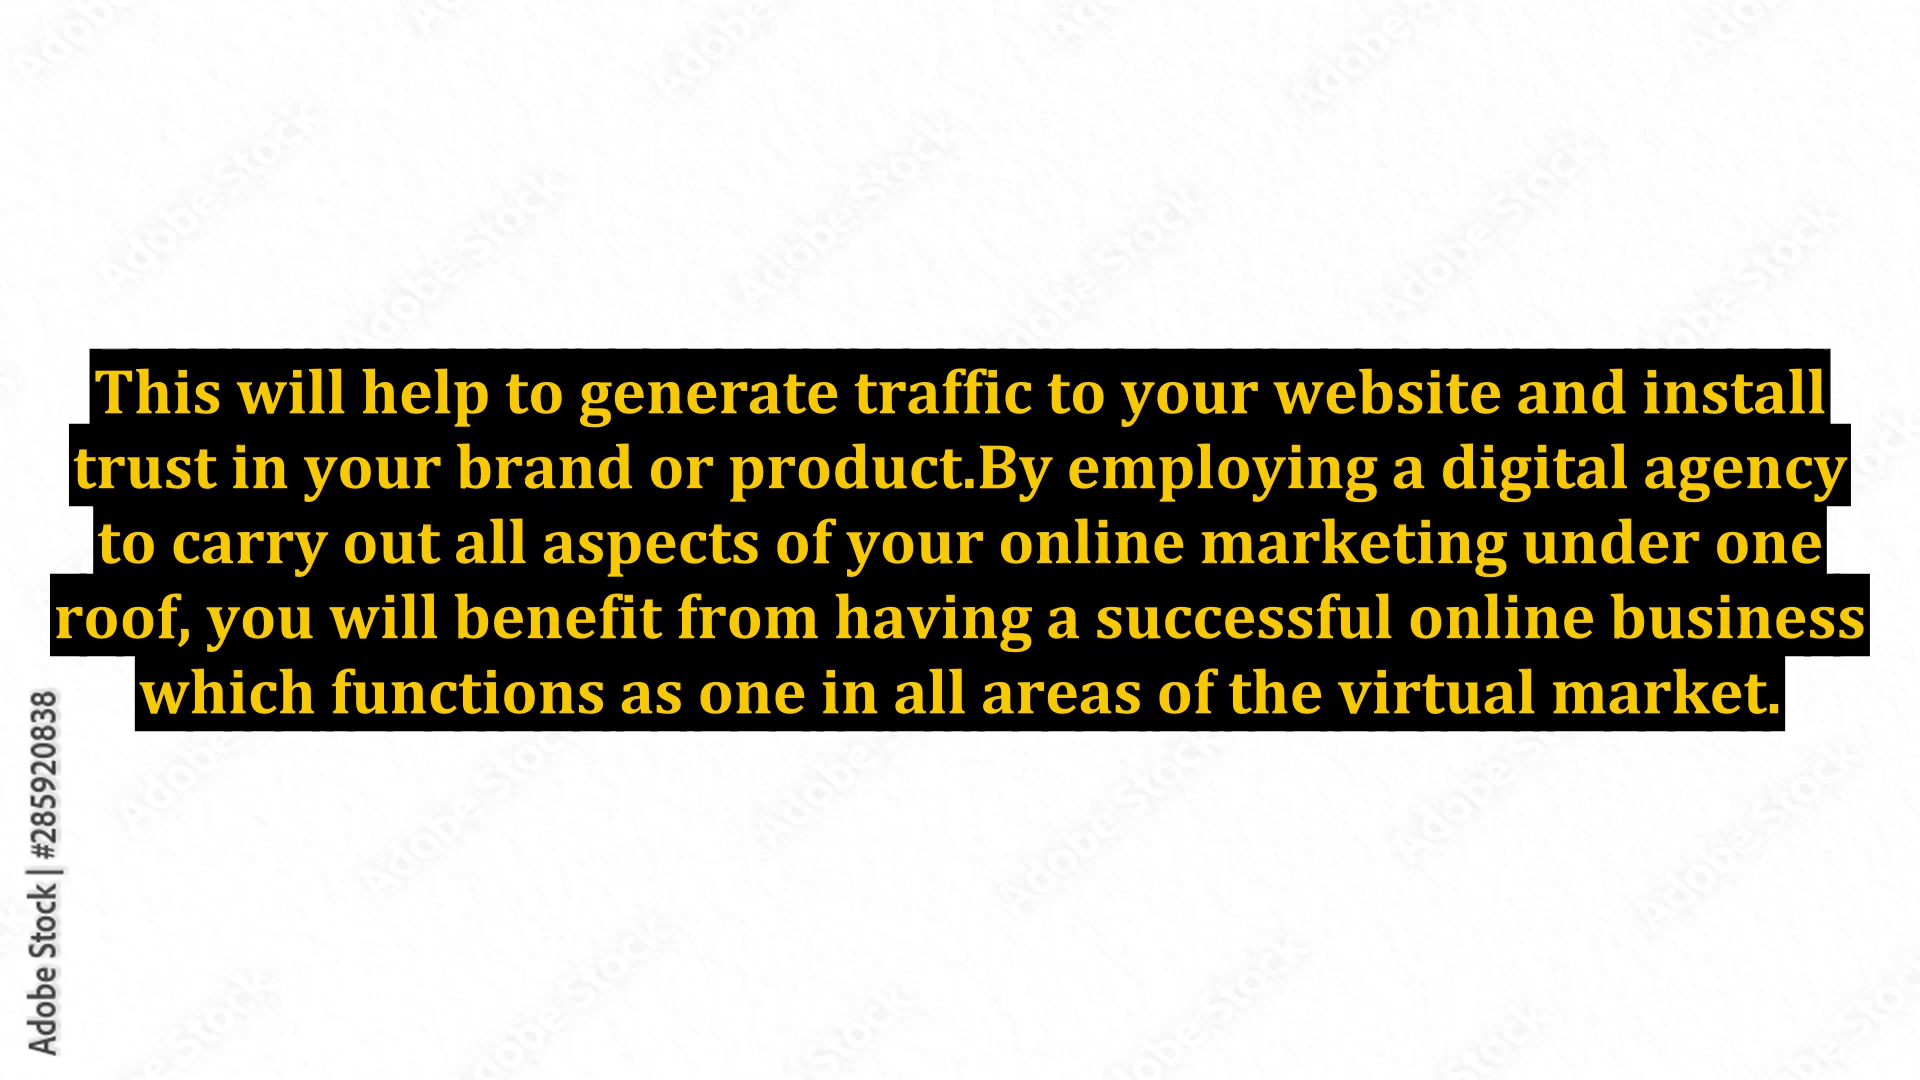 This will help to generate traffic to your website and install
trust in your brand or product.By employing a digital agency
to carry out all aspects of your online marketing under one
roof, you will benefit from having a successful online business
which functions as one in all areas of the virtual market.
Adobe Stock | #285920838